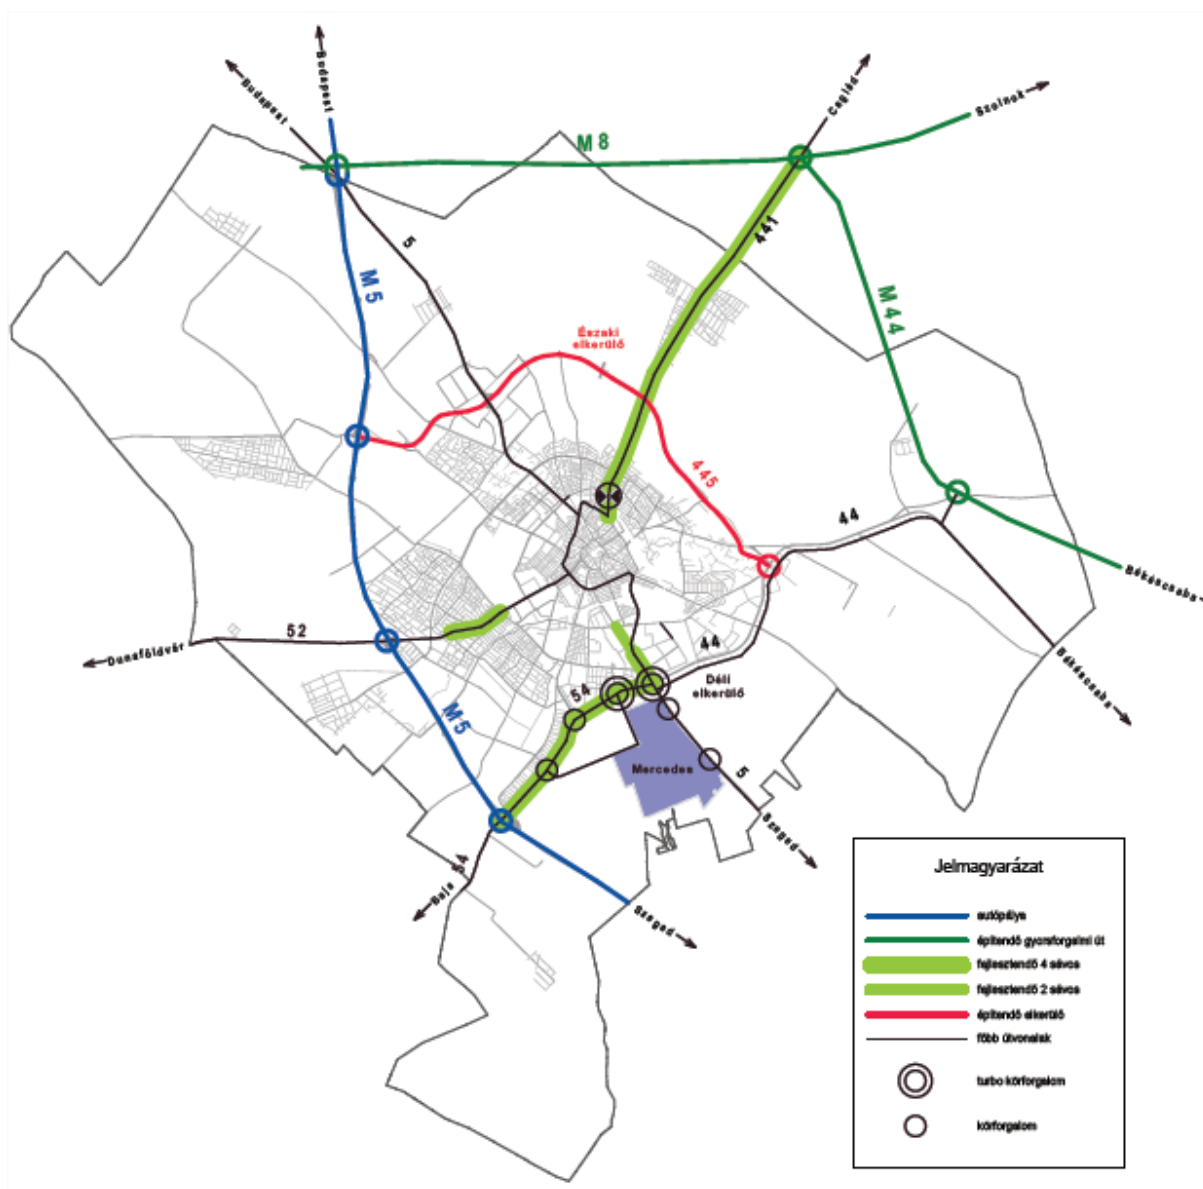 Budapest
Budapest
Cegléd
Szolnok
M 8
441
5
M 5
M 44
Északi
elkerülő
445
44
Békéscsaba
52
Dunaföldvár
44
Békéscsaba
Déli
elkerülő
54
M 5
Mercedes
5
Szeged
54
Baja
Szeged
Jelmagyarázat
autópálya
építendő gyorsforgalmi út
fejlesztendő 4 sávos
fejlesztendő 2 sávos
építendő elkerülő
főbb útvonalak
turbo körforgalom
körforgalom